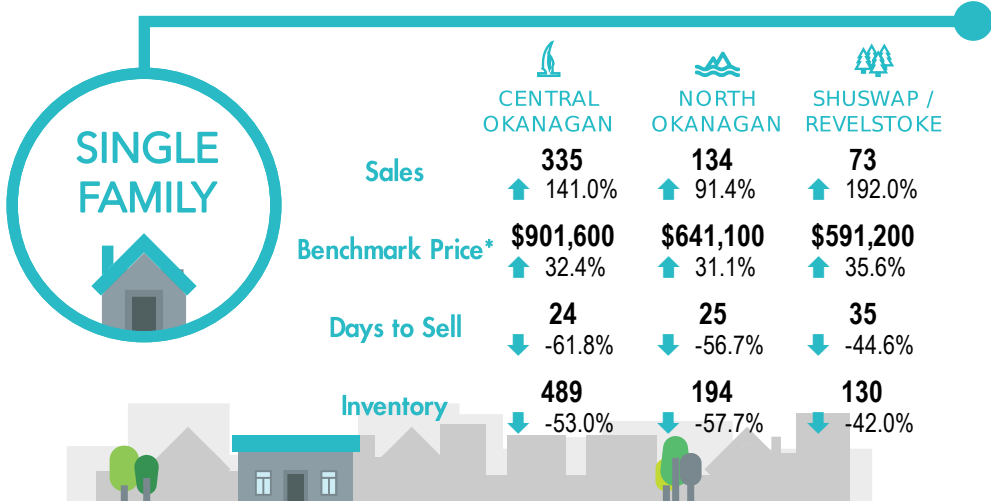 SINGLE
FAMILY
CENTRAL
OKANAGAN
NORTH
OKANAGAN
SHUSWAP /
REVELSTOKE
Sales
335 134 73
141.0% 91.4% 192.0%
Benchmark Price*
$901,600 $641,100 $591,200
32.4% 31.1% 35.6%
Days to Sell
24 25 35
-61.8% -56.7% -44.6%
Inventory
489 194 130
-53.0% -57.7% -42.0%